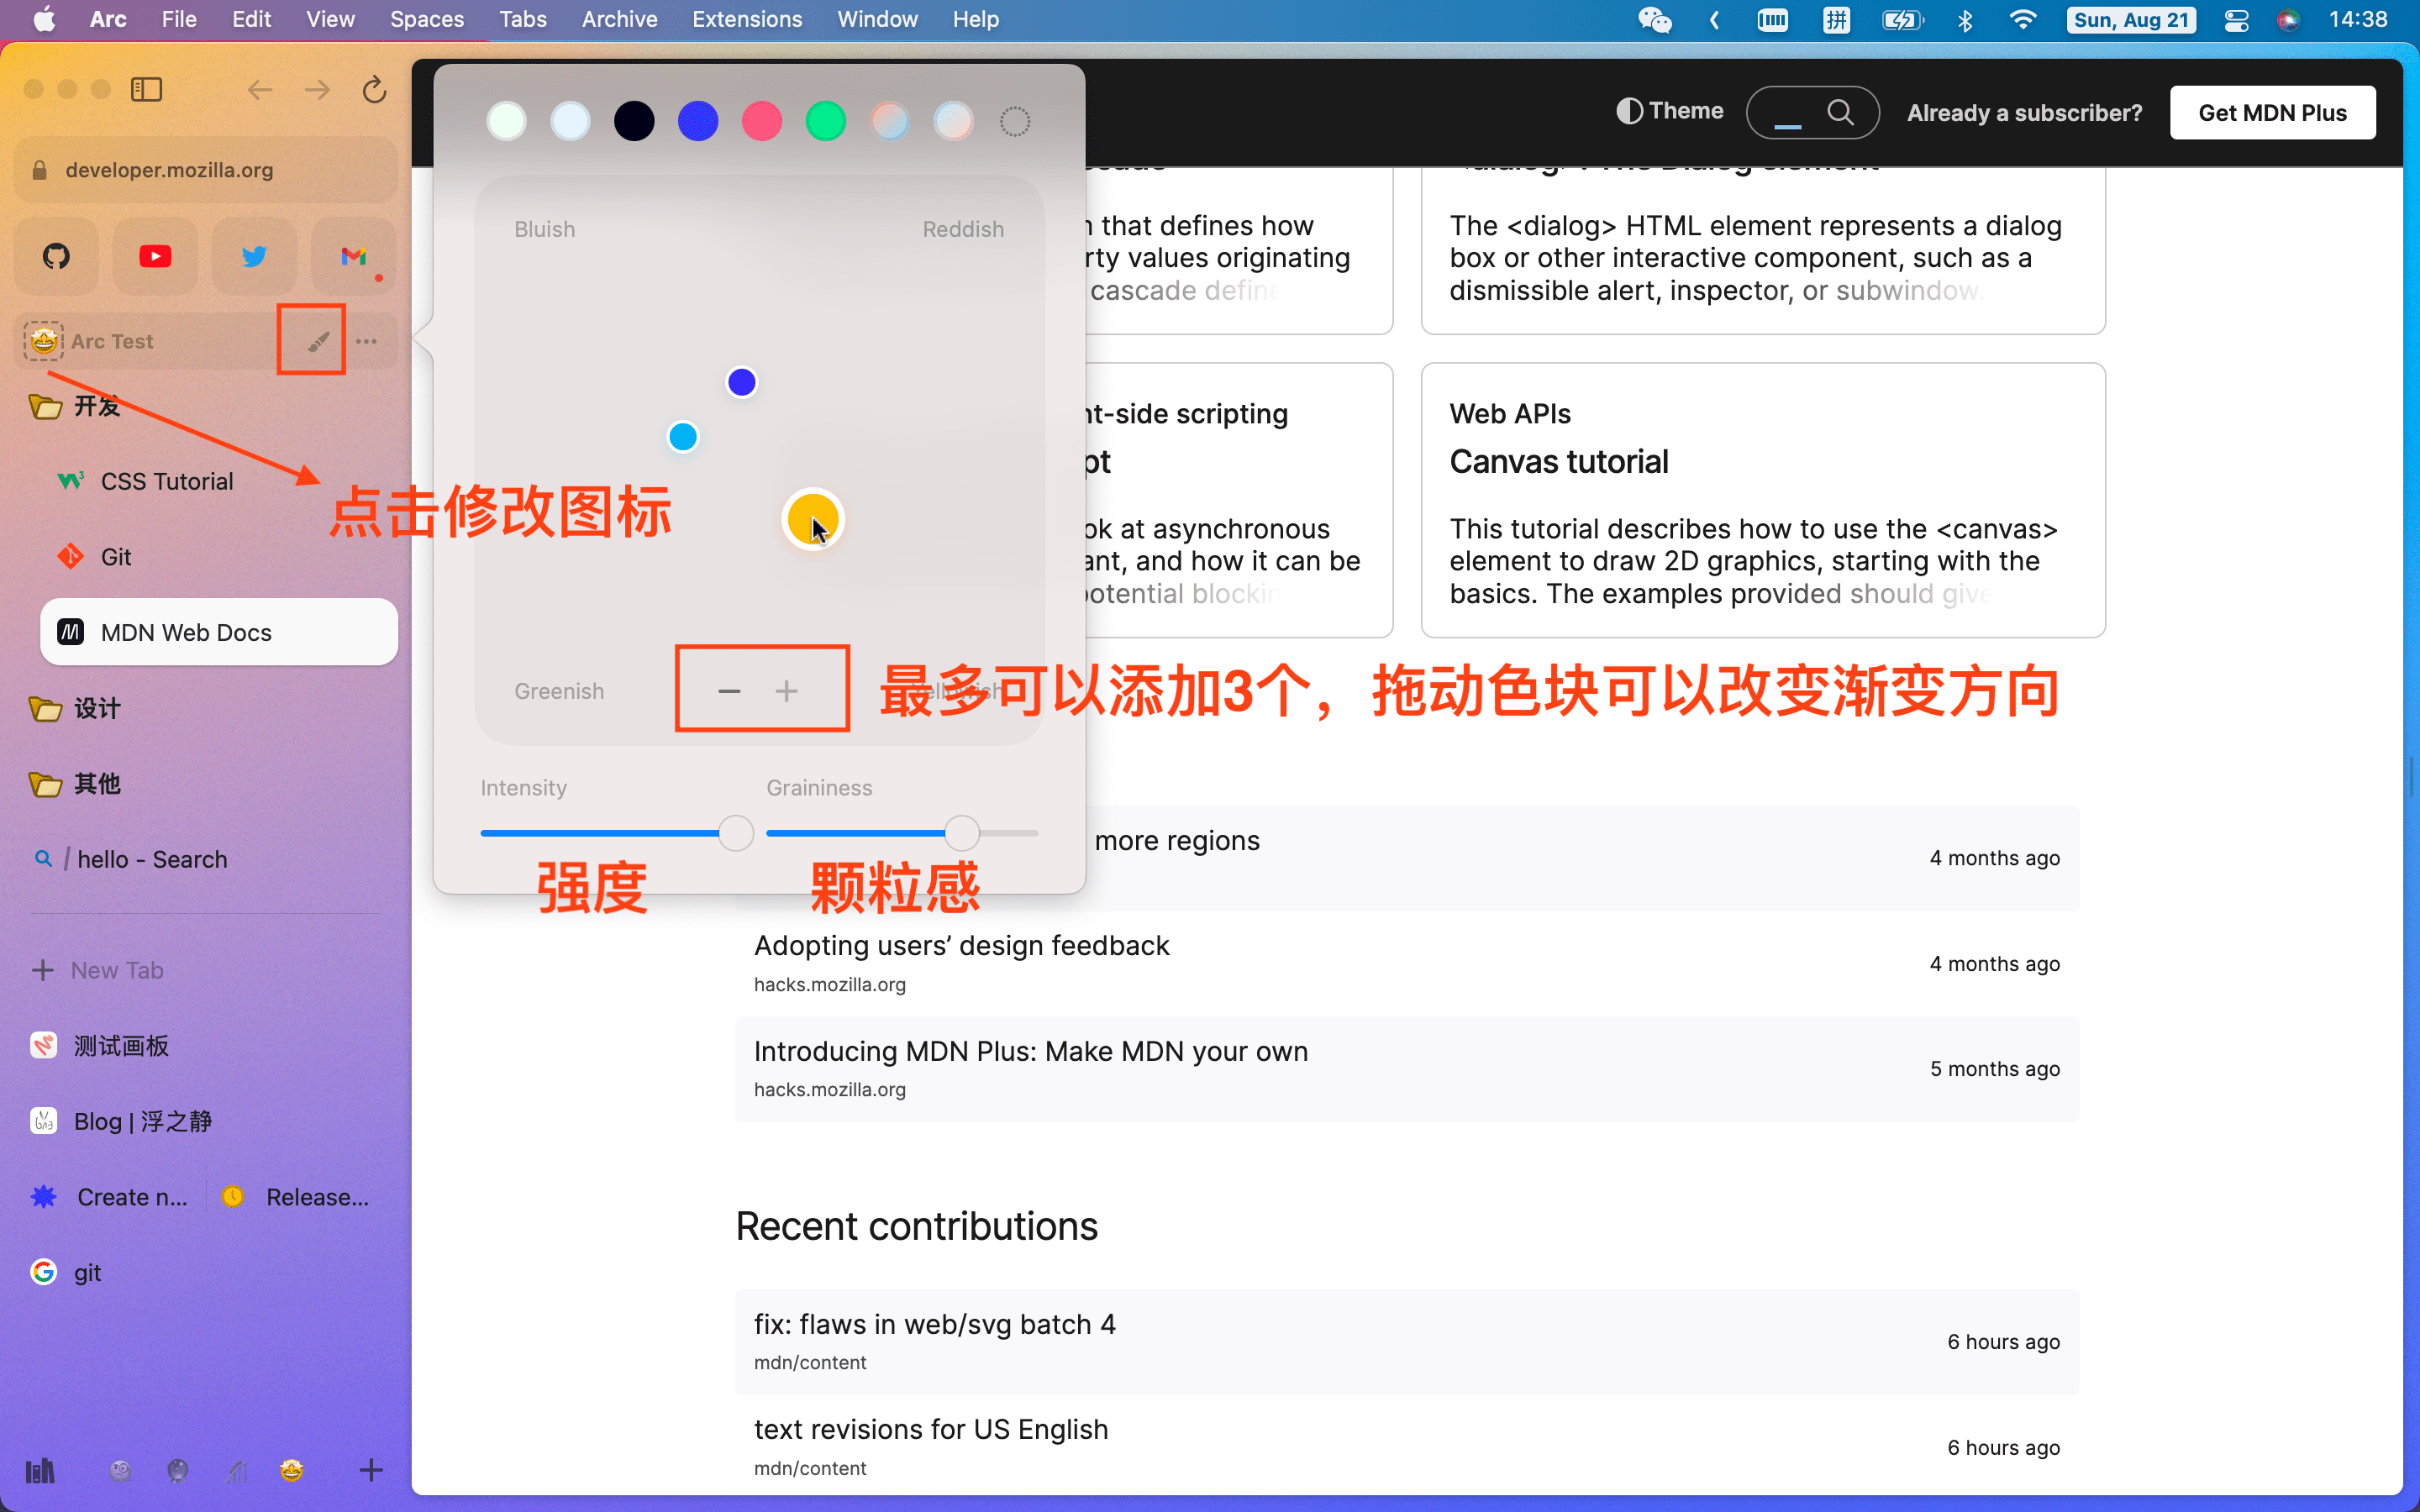 Arc File Edit View Spaces Tabs Archive Extensions Window Help
拼 Sun, Aug 21 14:38
developer.mozilla.org
Arc Test
开发
CSS Tutorial
Git
MDN Web Docs
设计
其他
/ hello - Search
New Tab
测试画板
Blog | 浮之静
Create n... Release...
git
Bluish Reddish
点击修改图标
Greenish Yellowish
最多可以添加3个，拖动色块可以改变渐变方向
Intensity Graininess
强度 颗粒感
Theme Already a subscriber? Get MDN Plus
that defines how
rty values originating
cascade define
<dialog>: The Dialog element
The <dialog> HTML element represents a dialog
box or other interactive component, such as a
dismissible alert, inspector, or subwindow.
nt-side scripting
pt
ok at asynchronous
ant, and how it can be
potential blockin
Web APIs
Canvas tutorial
This tutorial describes how to use the <canvas>
element to draw 2D graphics, starting with the
basics. The examples provided should give
more regions
4 months ago
Adopting users’ design feedback
hacks.mozilla.org
4 months ago
Introducing MDN Plus: Make MDN your own
hacks.mozilla.org
5 months ago
Recent contributions
fix: flaws in web/svg batch 4
mdn/content
6 hours ago
text revisions for US English
mdn/content
6 hours ago